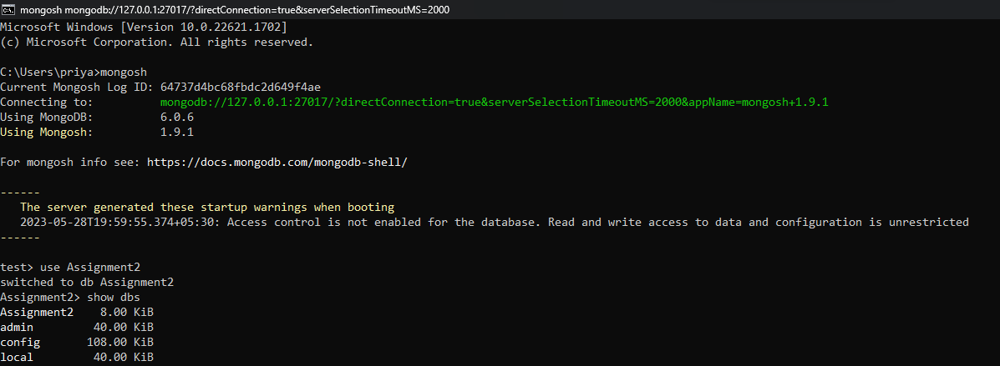 mongosh mongodb://127.0.0.1:27017/?directConnection=true&serverSelectionTimeoutMS=2000
Microsoft Windows [Version 10.0.22621.1702]
(c) Microsoft Corporation. All rights reserved.
C:\Users\priya>mongosh
Current Mongosh Log ID: 64737d4bc68fbdc2d649f4ae
Connecting to:          mongodb://127.0.0.1:27017/?directConnection=true&serverSelectionTimeoutMS=2000&appName=mongosh+1.9.1
Using MongoDB:          6.0.6
Using Mongosh:          1.9.1
For mongosh info see: https://docs.mongodb.com/mongodb-shell/
------
   The server generated these startup warnings when booting
   2023-05-28T19:59:55.374+05:30: Access control is not enabled for the database. Read and write access to data and configuration is unrestricted
------
test> use Assignment2
switched to db Assignment2
Assignment2> show dbs
Assignment2    8.00 KiB
admin         40.00 KiB
config       108.00 KiB
local         40.00 KiB